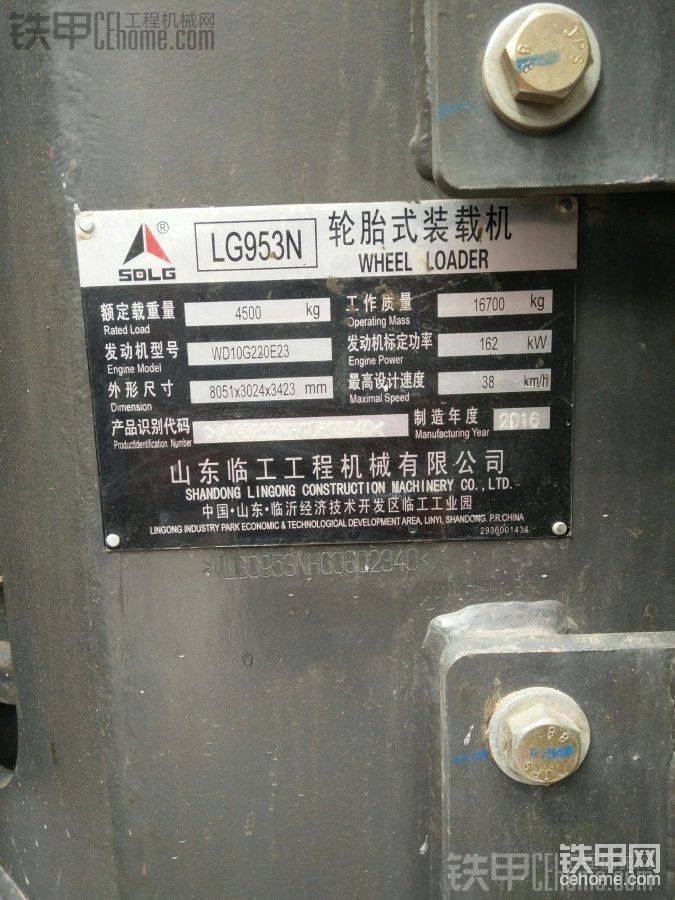 铁甲 工程机械网
CEhome.com
JPS
8.8
®
SDLG
LG953N
轮胎式装载机
WHEEL LOADER
额定载重量 4500 kg
Rated Load
工作质量 16700 kg
Operating Mass
发动机型号 WD10G220E23
Engine Model
发动机标定功率 162 kW
Engine Power
外形尺寸 8051x3024x3423 mm
Dimension
最高设计速度 38 km/h
Maximal Speed
产品识别代码
Productidentification Number
制造年度 2016
Manufacturing Year
山东临工工程机械有限公司
SHANDONG LINGONG CONSTRUCTION MACHINERY CO.,LTD.
中国·山东·临沂经济技术开发区临工工业园
LINGONG INDUSTRY PARK ECONOMIC & TECHNOLOGICAL DEVELOPMENT AREA, LINYI, SHANDONG. P.R.CHINA
2936001434
>VLG0953NHG0602340<
8.8
JPS
铁甲网
cehome.com